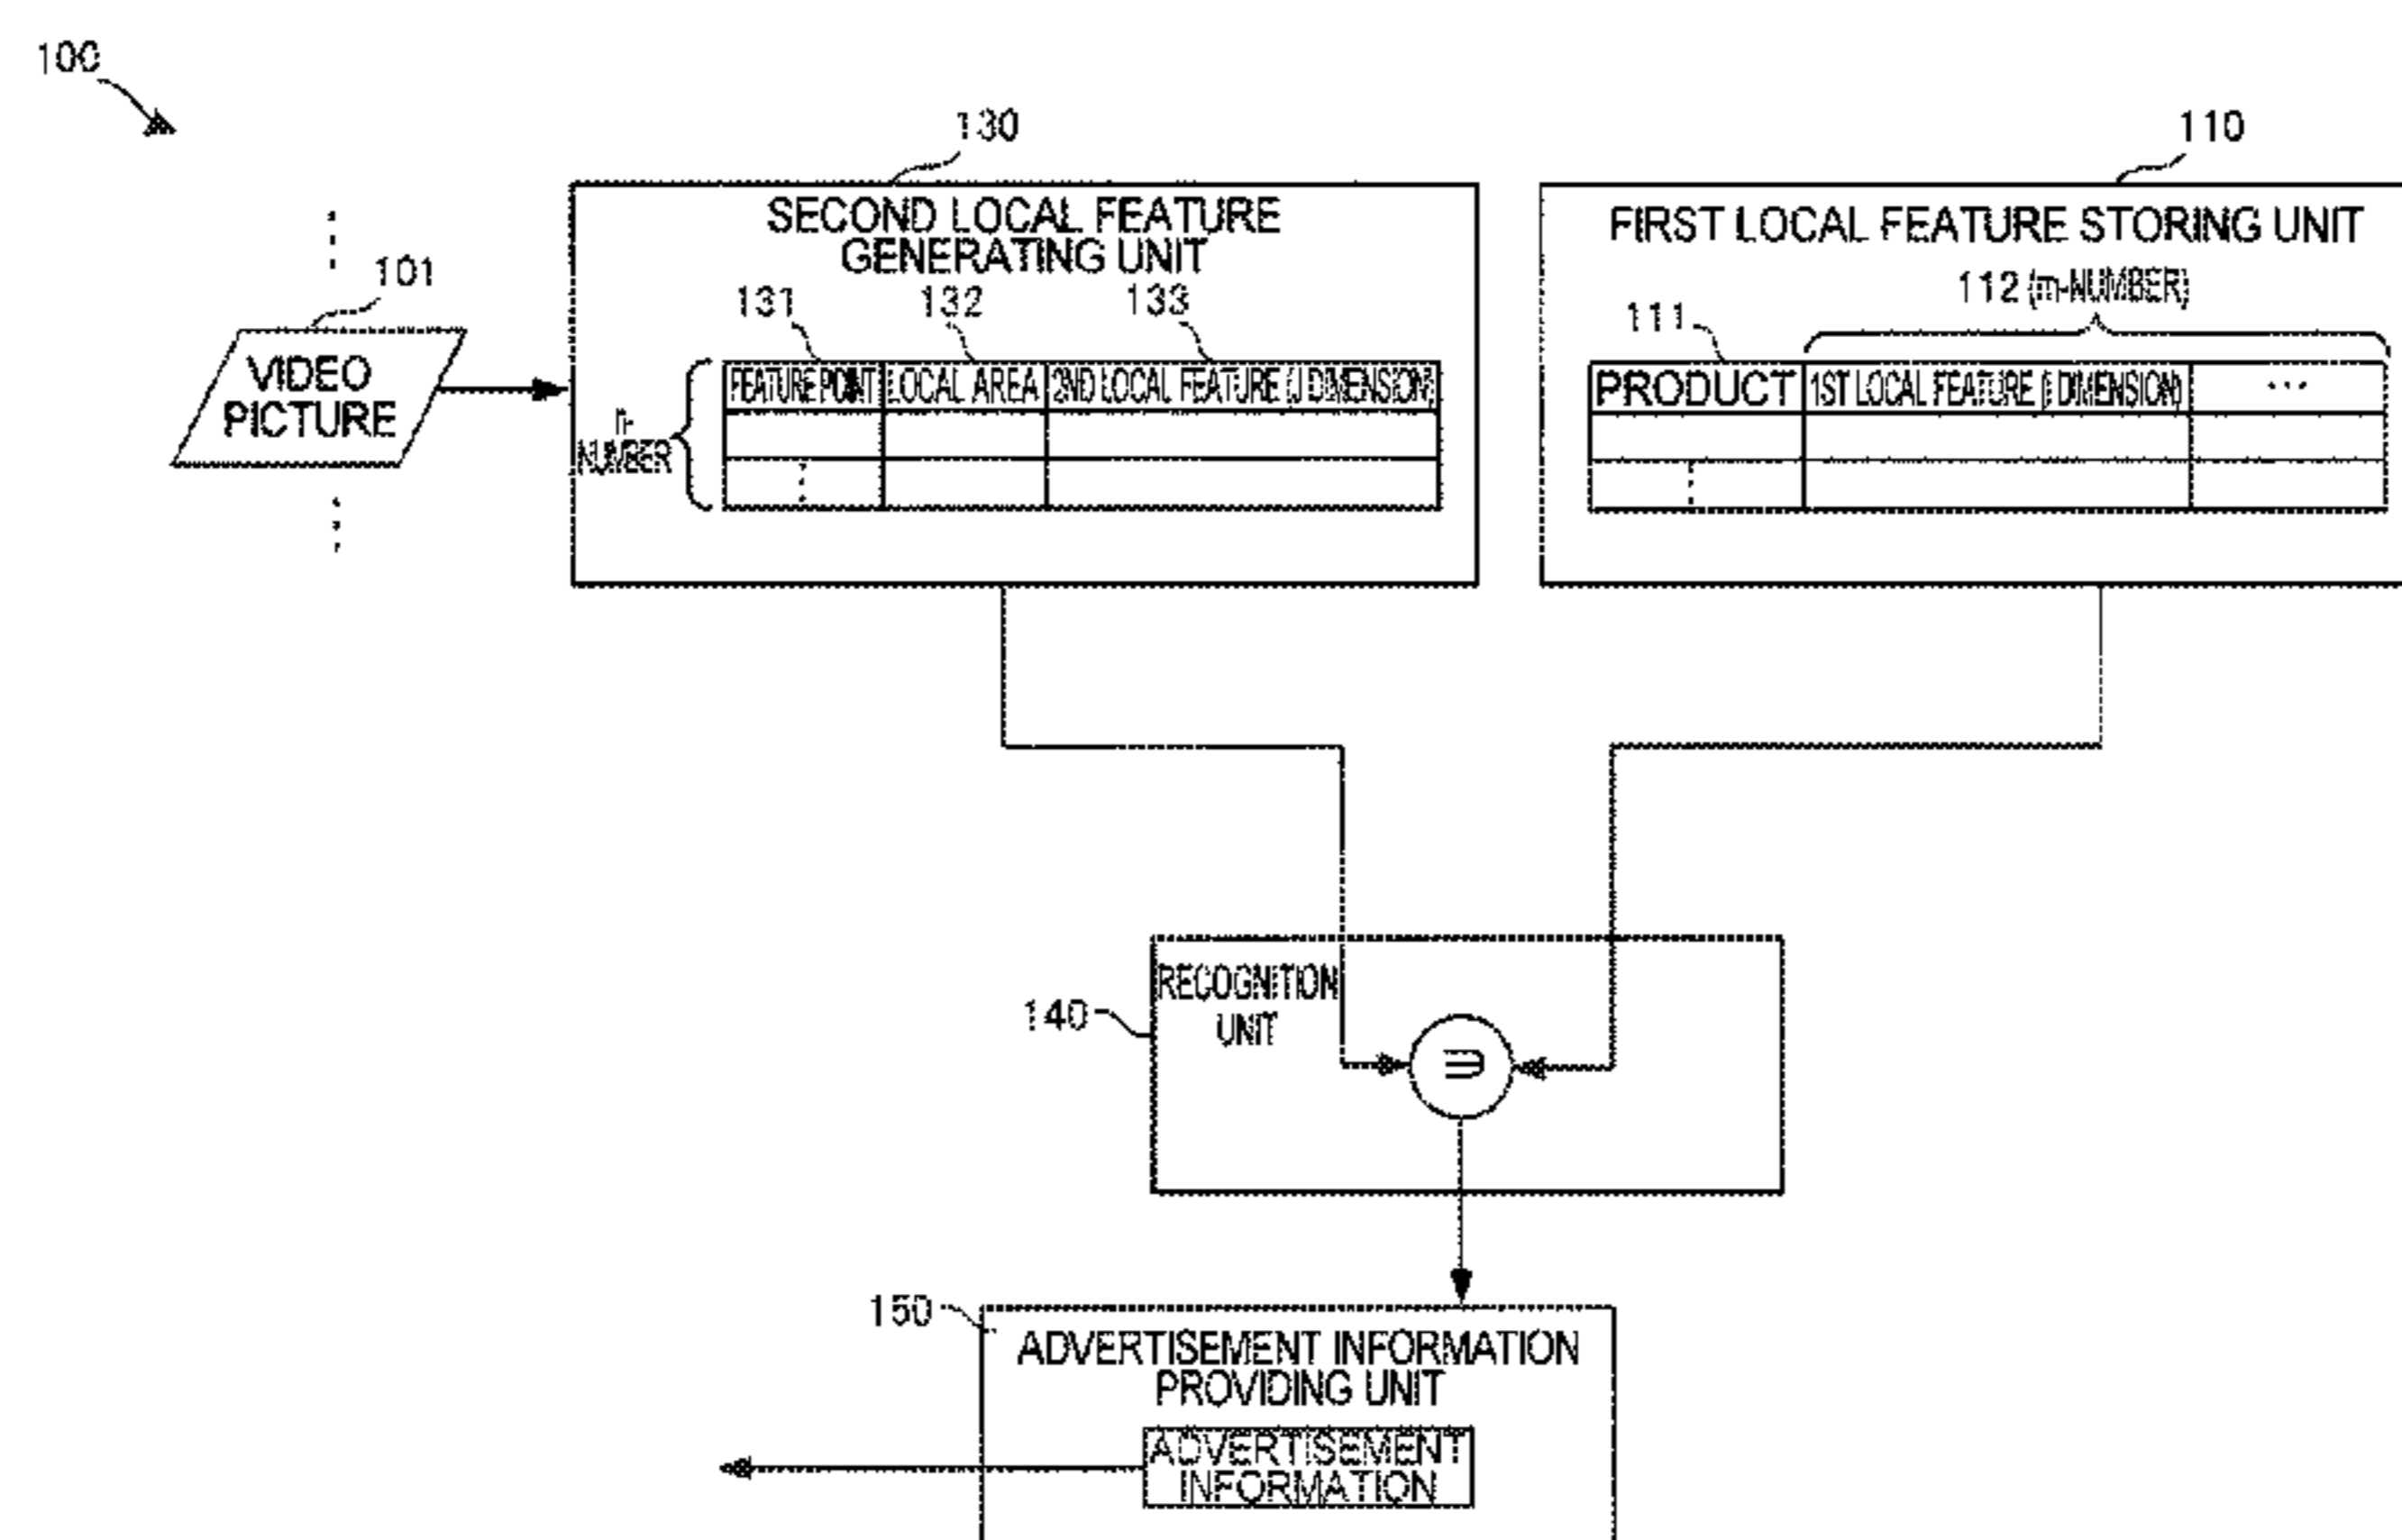 100
130
SECOND LOCAL FEATURE
GENERATING UNIT
131
132
133
FEATURE POINT
LOCAL AREA
2ND LOCAL FEATURE (J DIMENSION)
n-
NUMBER
101
VIDEO
PICTURE
110
FIRST LOCAL FEATURE STORING UNIT
112 (m-NUMBER)
111
PRODUCT
1ST LOCAL FEATURE (i DIMENSION)
...
140
RECOGNITION
UNIT
∋
150
ADVERTISEMENT INFORMATION
PROVIDING UNIT
ADVERTISEMENT
INFORMATION